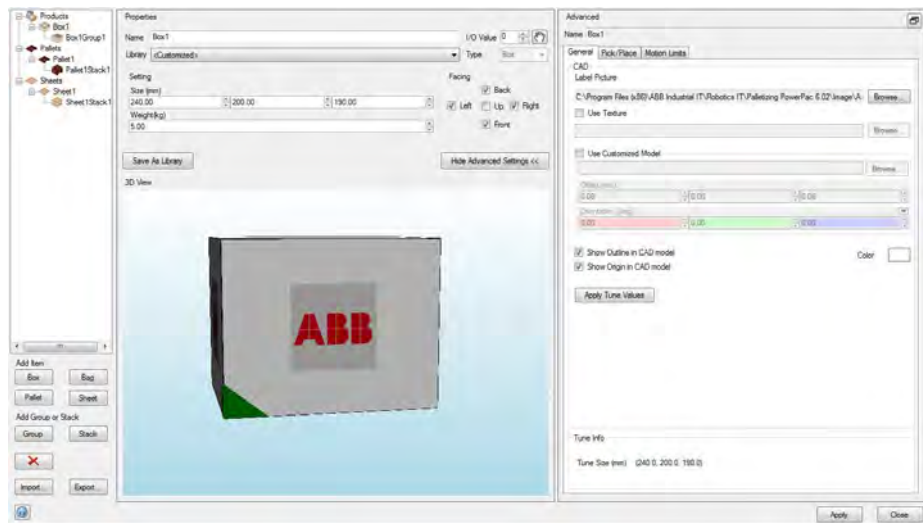 Products
Box1
Box1Group1
Pallets
Pallet1
Pallet1Stack1
Sheets
Sheet1
Sheet1Stack1
Add Item
Box Bag
Pallet Sheet
Add Group or Stack
Group Stack
Import... Export...
Properties
Name Box1 I/O Value 0
Library <Customized> Type Box
Setting Facing
Size (mm)
240.00 200.00 190.00
Weight(kg)
5.00
Back
Left Up Right
Front
Save As Library Hide Advanced Settings <<
3D View
ABB
Advanced
Name Box1
General Pick/Place Motion Limits
CAD
Label Picture
C:\Program Files (x86)\ABB Industrial IT\Robotics IT\Palletizing PowerPac 6.02\Image\A Browse...
Use Texture
Browse...
Use Customized Model
Browse...
Offset (mm)
0.00 0.00 0.00
Orientation (deg)
0.00 0.00 0.00
Show Outline in CAD model Color
Show Origin in CAD model
Apply Tune Values
Tune Info
Tune Size (mm) (240.0, 200.0, 190.0)
Apply Close